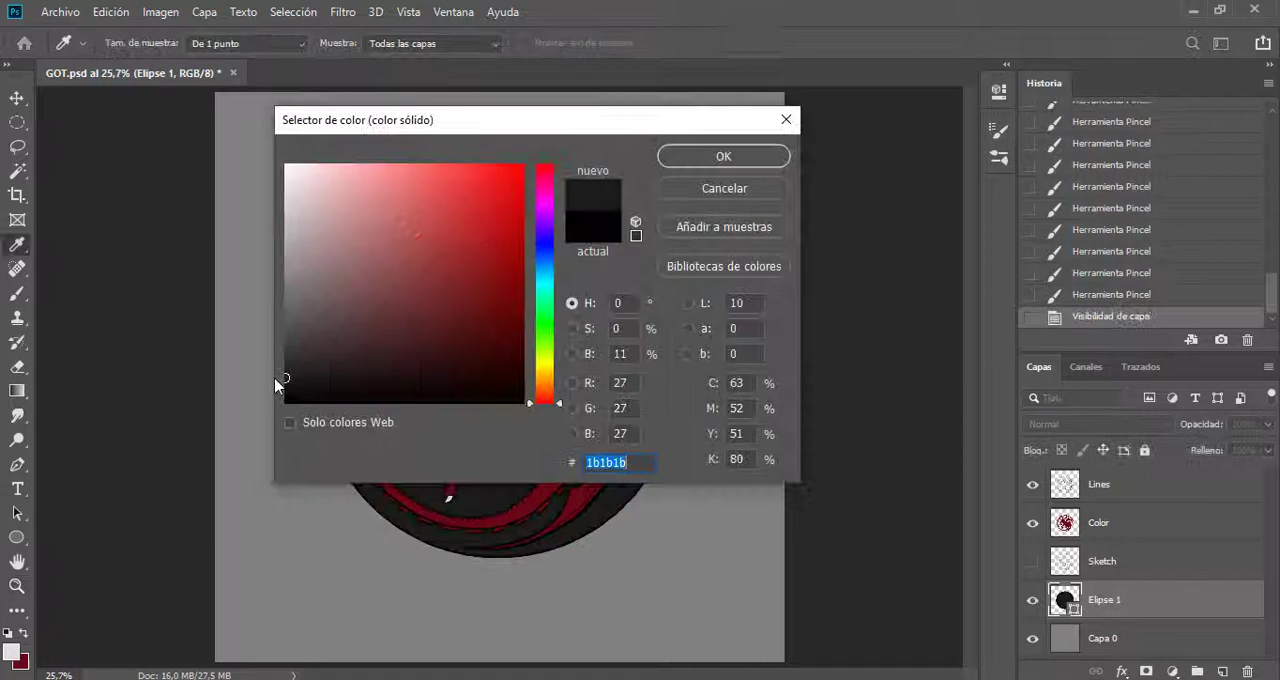 Ps Archivo Edición Imagen Capa Texto Selección Filtro 3D Vista Ventana Ayuda
Tam. de muestra: De 1 punto Muestra: Todas las capas
GOT.psd al 25,7% (Elipse 1, RGB/8) *
Selector de color (color sólido)
nuevo
actual
OK
Cancelar
Añadir a muestras
Bibliotecas de colores
H: 0 °
S: 0 %
B: 11 %
R: 27
G: 27
B: 27
# 1b1b1b
L: 10
a: 0
b: 0
C: 63 %
M: 52 %
Y: 51 %
K: 80 %
Solo colores Web
Historia
Herramienta Pincel
Herramienta Pincel
Herramienta Pincel
Herramienta Pincel
Herramienta Pincel
Herramienta Pincel
Herramienta Pincel
Herramienta Pincel
Herramienta Pincel
Visibilidad de capa
Capas Canales Trazados
Normal Opacidad:
Bloq.: Relleno:
Lines
Color
Sketch
Elipse 1
Capa 0
25,7% Doc: 16,0 MB/27,5 MB